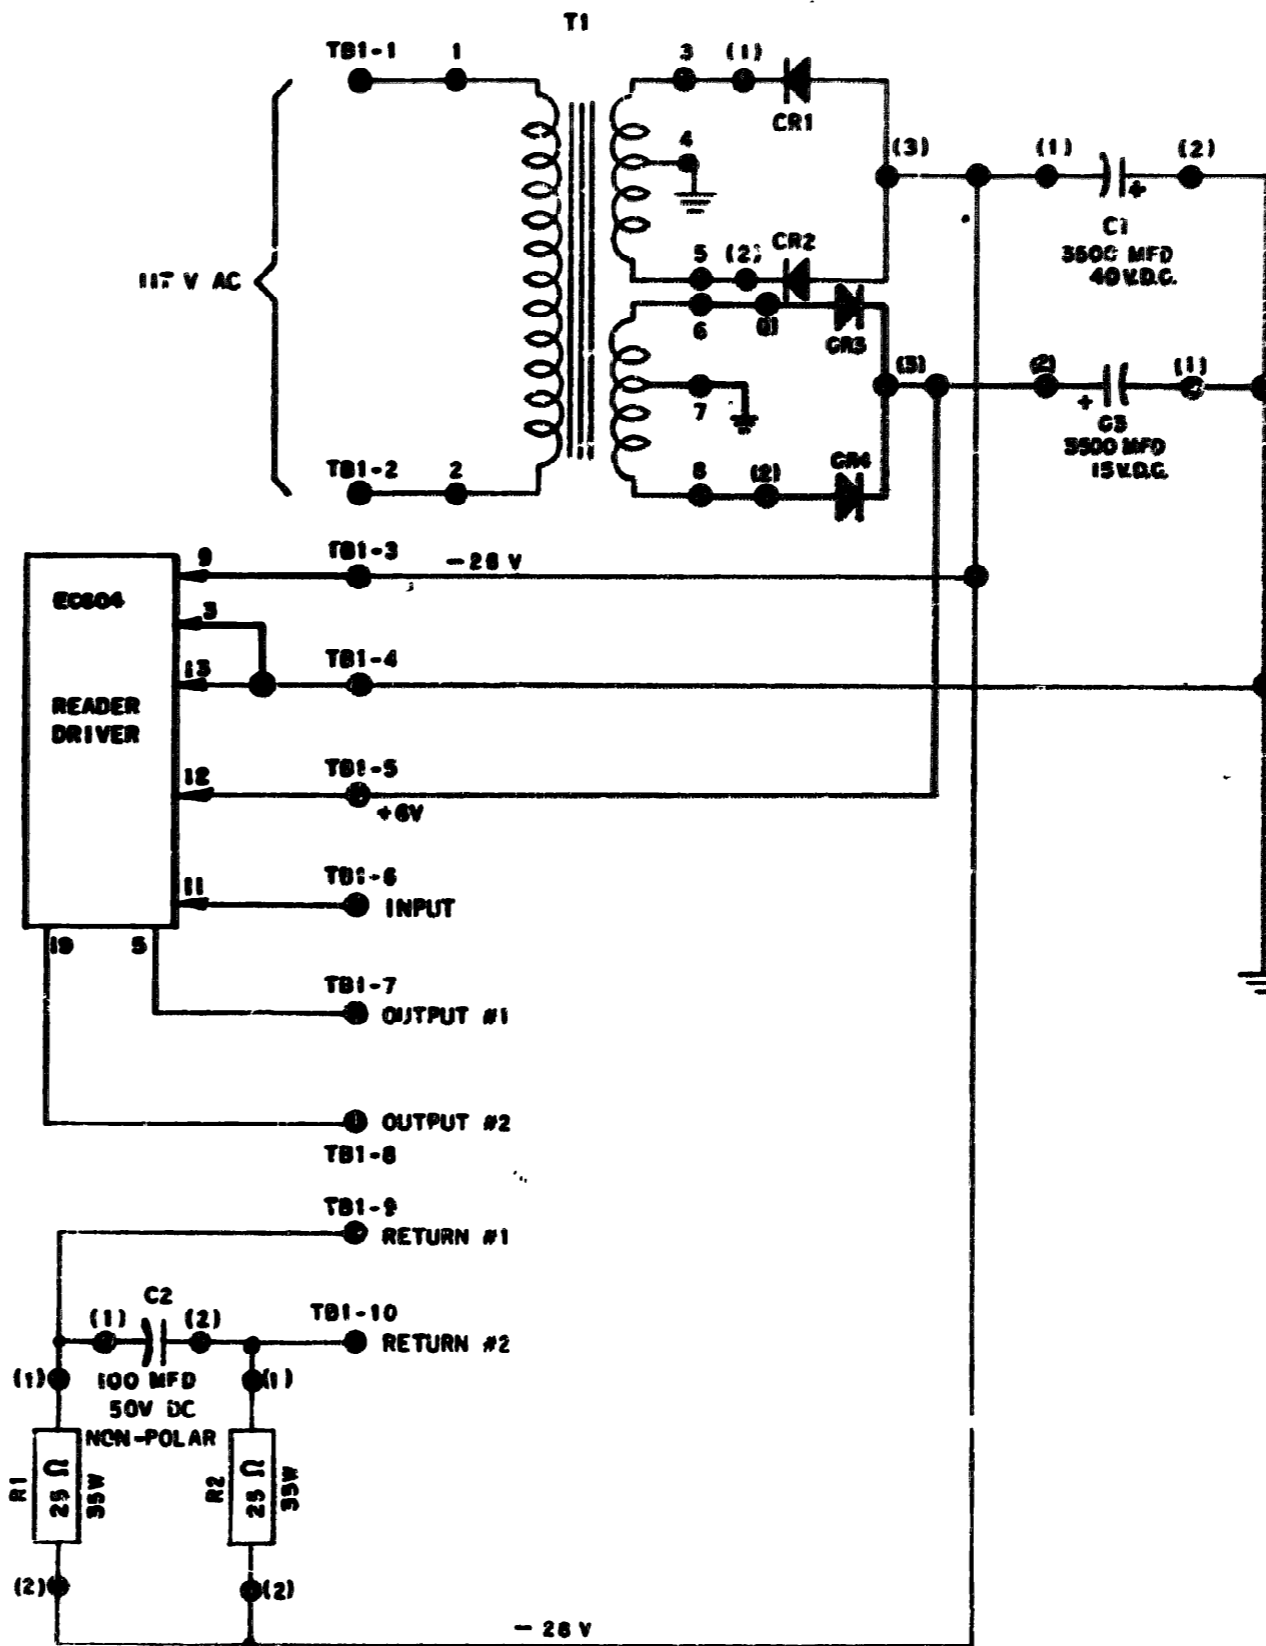 T1
TB1-1 1
3 (1)
CR1
4
(3) (1) (2)
+
C1
3500 MFD
40 V.D.C.
117 V AC
5 (2) CR2
6 (1)
CR3
7
(3) (2) (1)
+
C3
3500 MFD
15 V.D.C.
TB1-2 2
8 (2) CR4
9 TB1-3 -28 V
EC604
3
13 TB1-4
READER
DRIVER
12 TB1-5
+6V
11 TB1-6
INPUT
19 5
TB1-7
OUTPUT #1
OUTPUT #2
TB1-8
TB1-9
RETURN #1
C2
(1) (2) TB1-10
RETURN #2
(1) 100 MFD (1)
50V DC
NON-POLAR
R1 25 Ω 35W
R2 25 Ω 35W
(2) (2)
-28 V